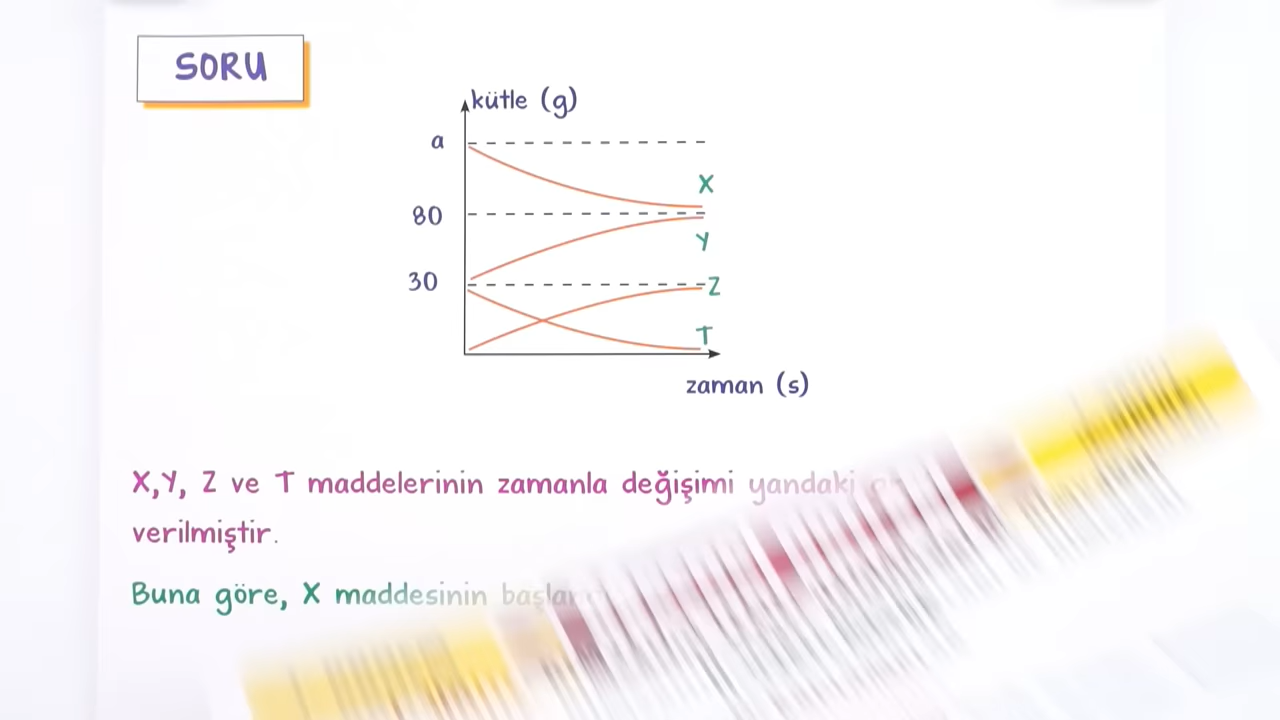 SORU
kütle (g)
a
X
80
Y
30
Z
T
zaman (s)
X,Y, Z ve T maddelerinin zamanla değişimi yandaki
verilmiştir.
Buna göre, X maddesinin